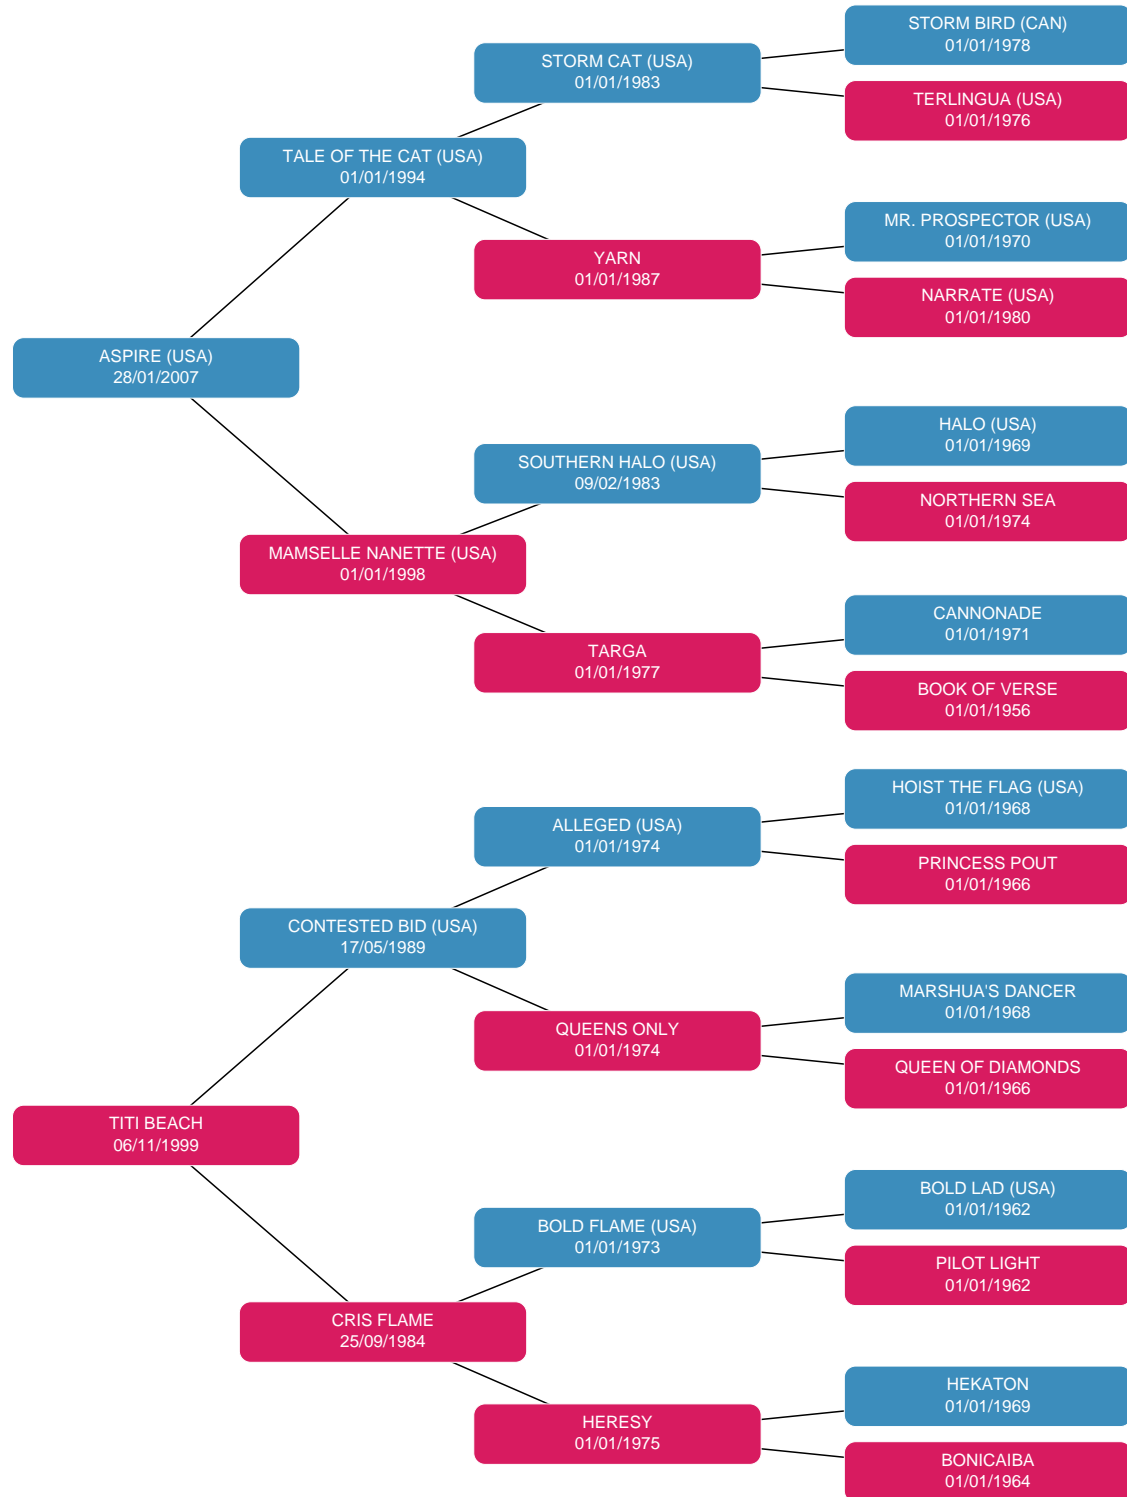 STORM BIRD (CAN)
01/01/1978
STORM CAT (USA)
01/01/1983
TERLINGUA (USA)
01/01/1976
TALE OF THE CAT (USA)
01/01/1994
MR. PROSPECTOR (USA)
01/01/1970
YARN
01/01/1987
NARRATE (USA)
01/01/1980
ASPIRE (USA)
28/01/2007
HALO (USA)
01/01/1969
SOUTHERN HALO (USA)
09/02/1983
NORTHERN SEA
01/01/1974
MAMSELLE NANETTE (USA)
01/01/1998
CANNONADE
01/01/1971
TARGA
01/01/1977
BOOK OF VERSE
01/01/1956
HOIST THE FLAG (USA)
01/01/1968
ALLEGED (USA)
01/01/1974
PRINCESS POUT
01/01/1966
CONTESTED BID (USA)
17/05/1989
MARSHUA'S DANCER
01/01/1968
QUEENS ONLY
01/01/1974
QUEEN OF DIAMONDS
01/01/1966
TITI BEACH
06/11/1999
BOLD LAD (USA)
01/01/1962
BOLD FLAME (USA)
01/01/1973
PILOT LIGHT
01/01/1962
CRIS FLAME
25/09/1984
HEKATON
01/01/1969
HERESY
01/01/1975
BONICAIBA
01/01/1964